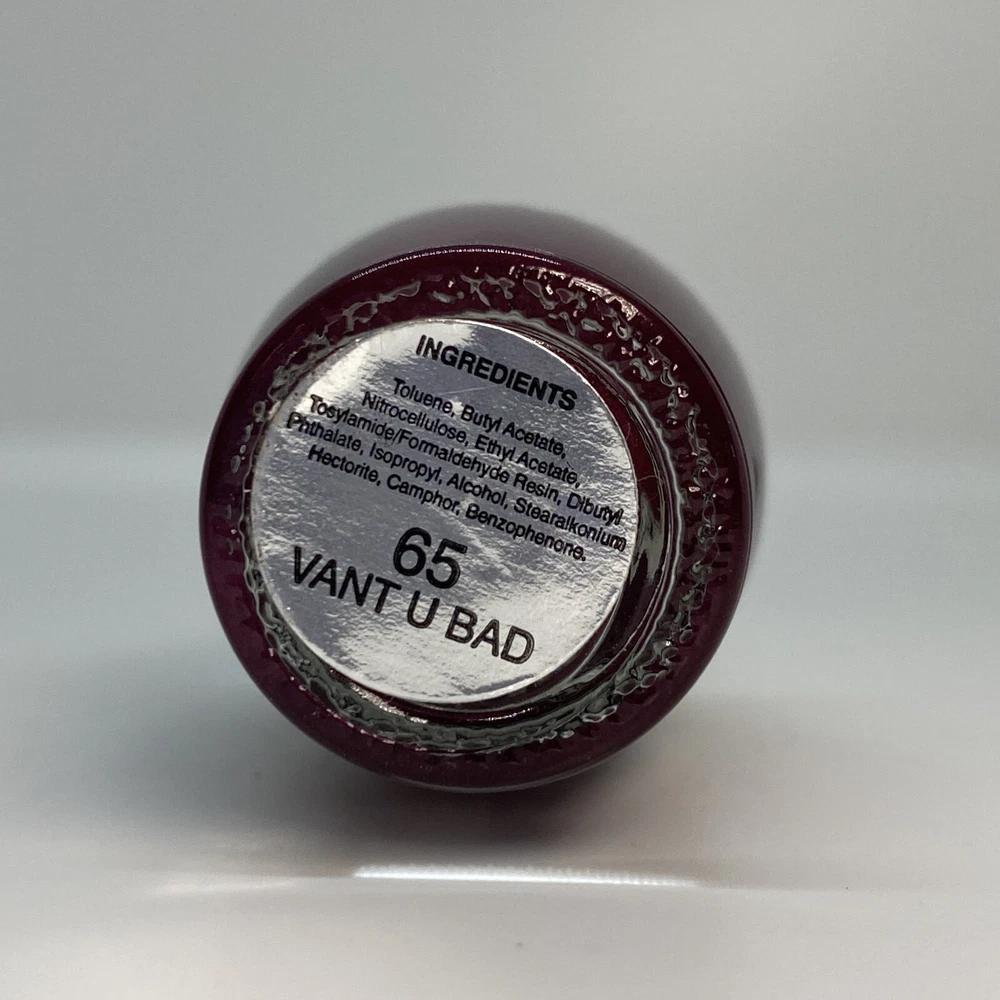 INGREDIENTS
Toluene, Butyl Acetate,
Nitrocellulose, Ethyl Acetate,
Tosylamide/Formaldehyde Resin, Dibutyl
Phthalate, Isopropyl, Alcohol, Stearalkonium
Hectorite, Camphor, Benzophenone.
65
VANT U BAD